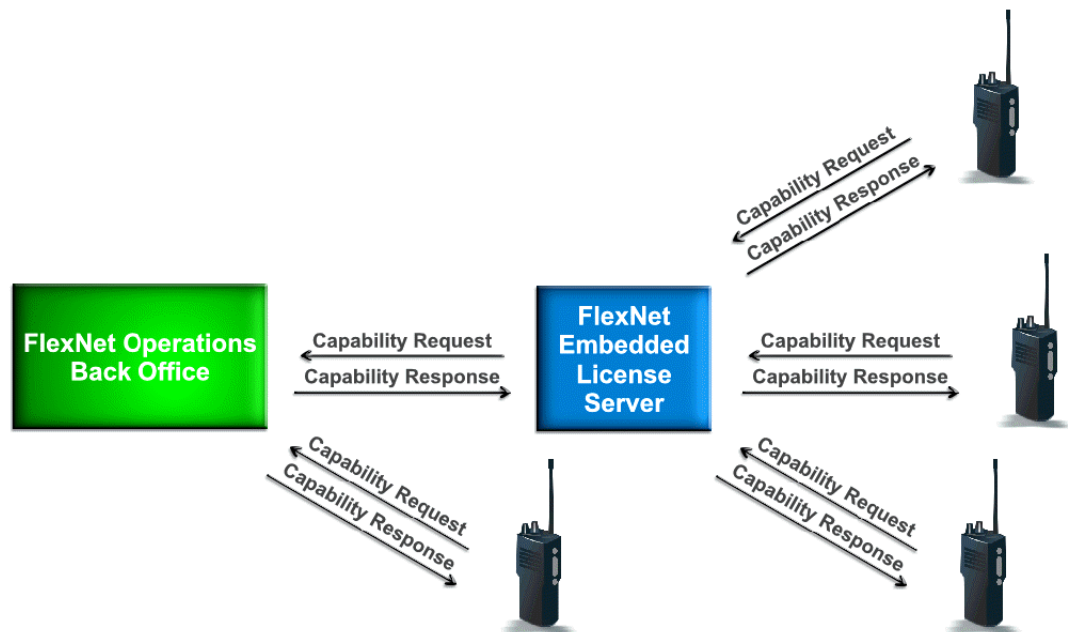 Capability Request
Capability Response
FlexNet Operations
Back Office
Capability Request
Capability Response
FlexNet
Embedded
License
Server
Capability Request
Capability Response
Capability Request
Capability Response
Capability Request
Capability Response